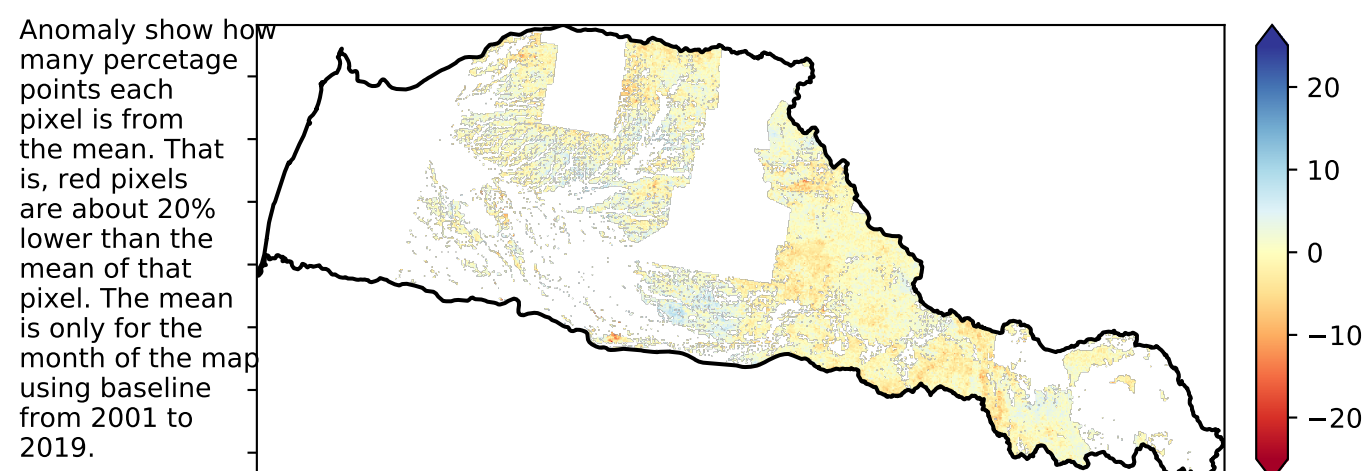 Anomaly show how
many percetage
points each
pixel is from
the mean. That
is, red pixels
are about 20%
lower than the
mean of that
pixel. The mean
is only for the
month of the map
using baseline
from 2001 to
2019.
20
10
0
−10
−20